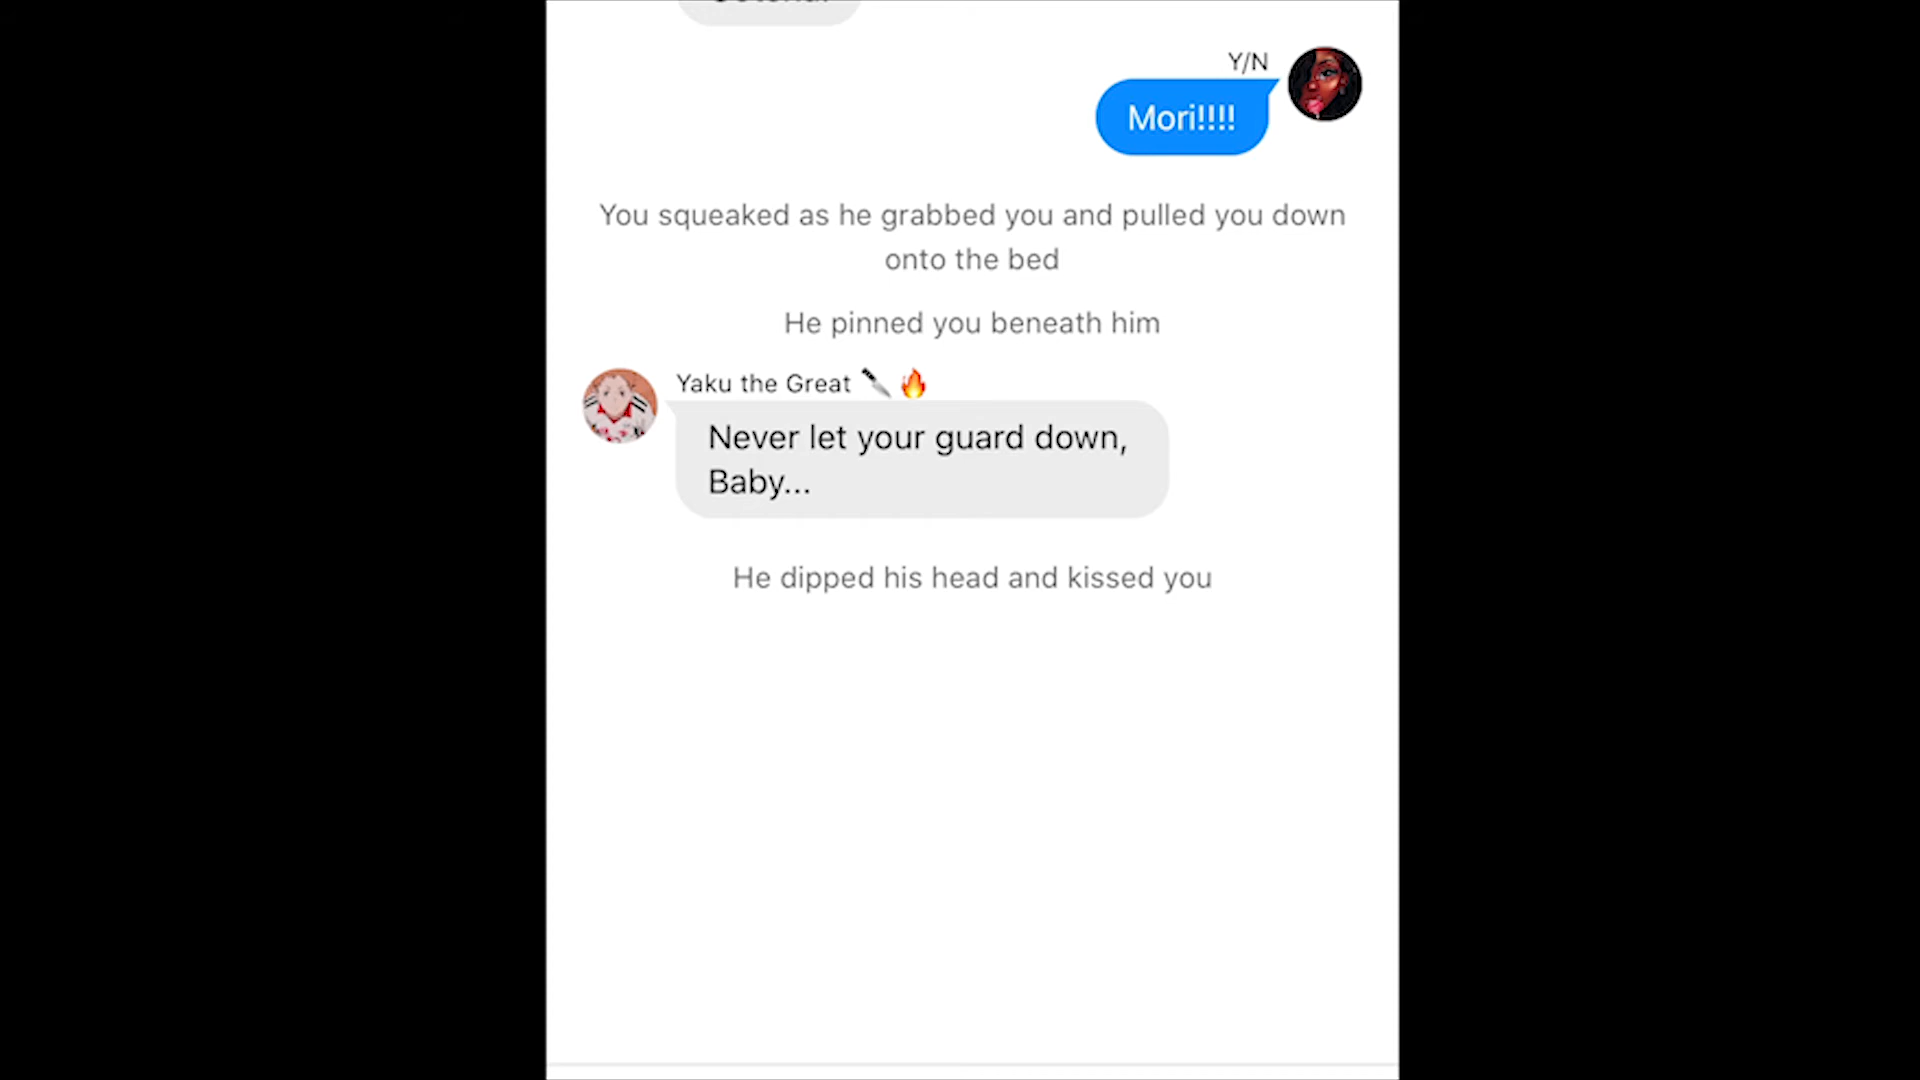 Y/N
Mori!!!!
You squeaked as he grabbed you and pulled you down
onto the bed
He pinned you beneath him
Yaku the Great 🔪 🔥
Never let your guard down,
Baby...
He dipped his head and kissed you